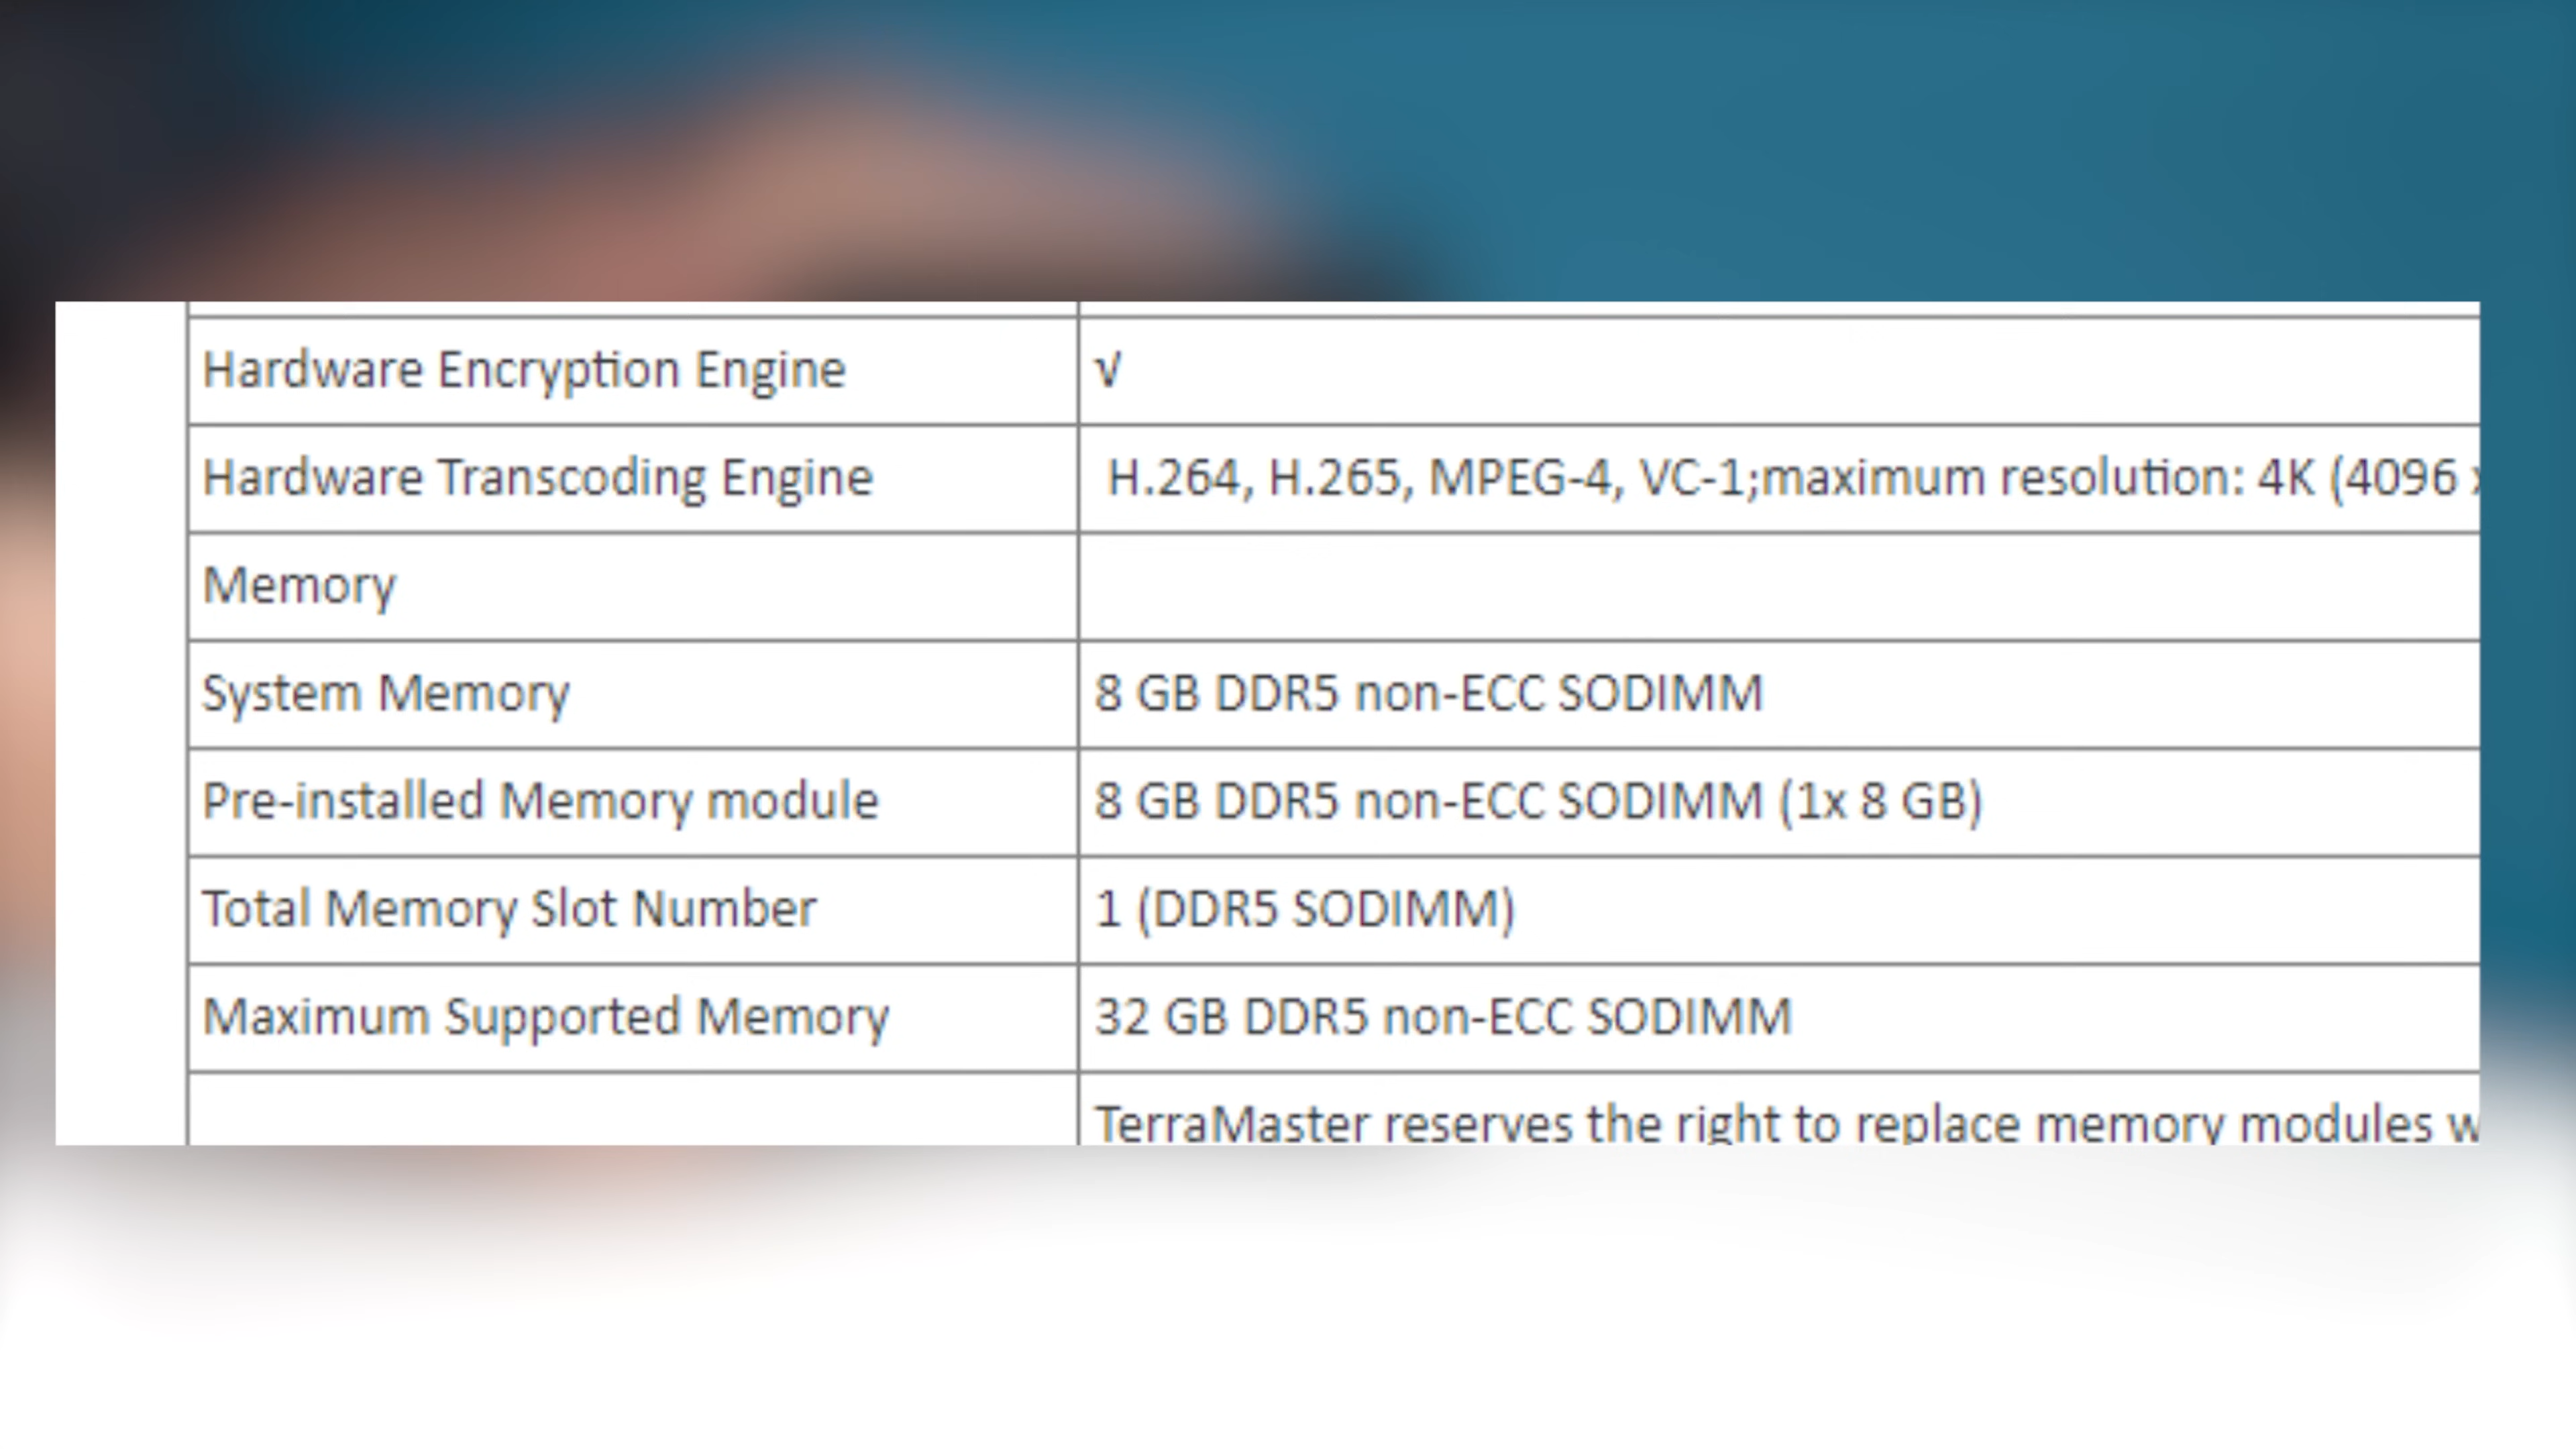 Hardware Encryption Engine √
Hardware Transcoding Engine H.264, H.265, MPEG-4, VC-1;maximum resolution: 4K (4096 x
Memory
System Memory 8 GB DDR5 non-ECC SODIMM
Pre-installed Memory module 8 GB DDR5 non-ECC SODIMM (1x 8 GB)
Total Memory Slot Number 1 (DDR5 SODIMM)
Maximum Supported Memory 32 GB DDR5 non-ECC SODIMM
TerraMaster reserves the right to replace memory modules